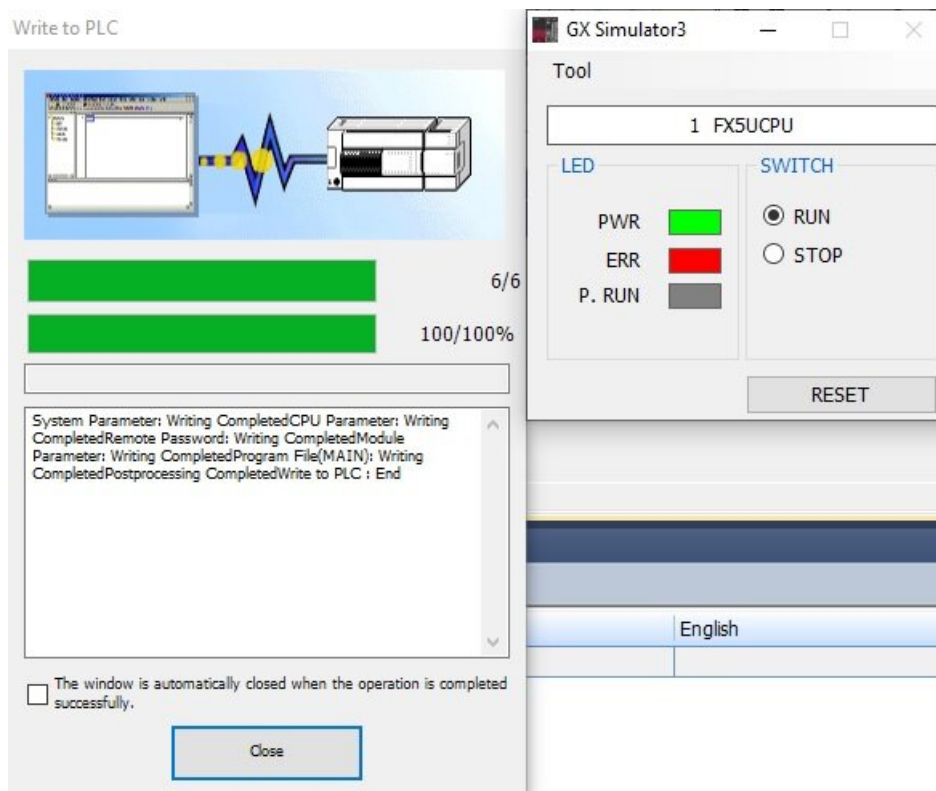 Write to PLC
6/6
100/100%
System Parameter: Writing CompletedCPU Parameter: Writing
CompletedRemote Password: Writing CompletedModule
Parameter: Writing CompletedProgram File(MAIN): Writing
CompletedPostprocessing CompletedWrite to PLC : End
The window is automatically closed when the operation is completed
successfully.
Close
GX Simulator3
Tool
1 FX5UCPU
LED
PWR
ERR
P. RUN
SWITCH
RUN
STOP
RESET
English